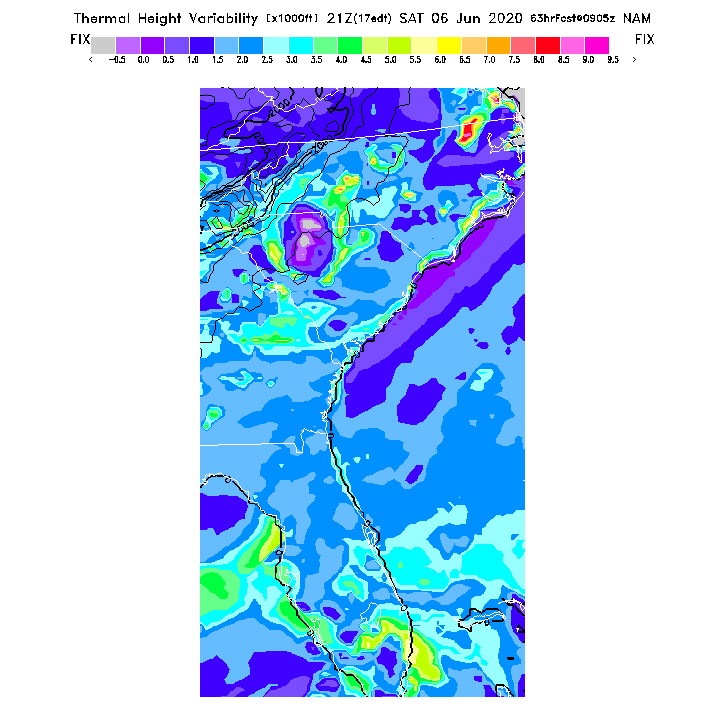 Thermal Height Variability [x1000ft] 21Z(17edt) SAT 06 Jun 2020 63hrFcst@0905z NAM
FIX FIX
< -0.5 0.0 0.5 1.0 1.5 2.0 2.5 3.0 3.5 4.0 4.5 5.0 5.5 6.0 6.5 7.0 7.5 8.0 8.5 9.0 9.5 >